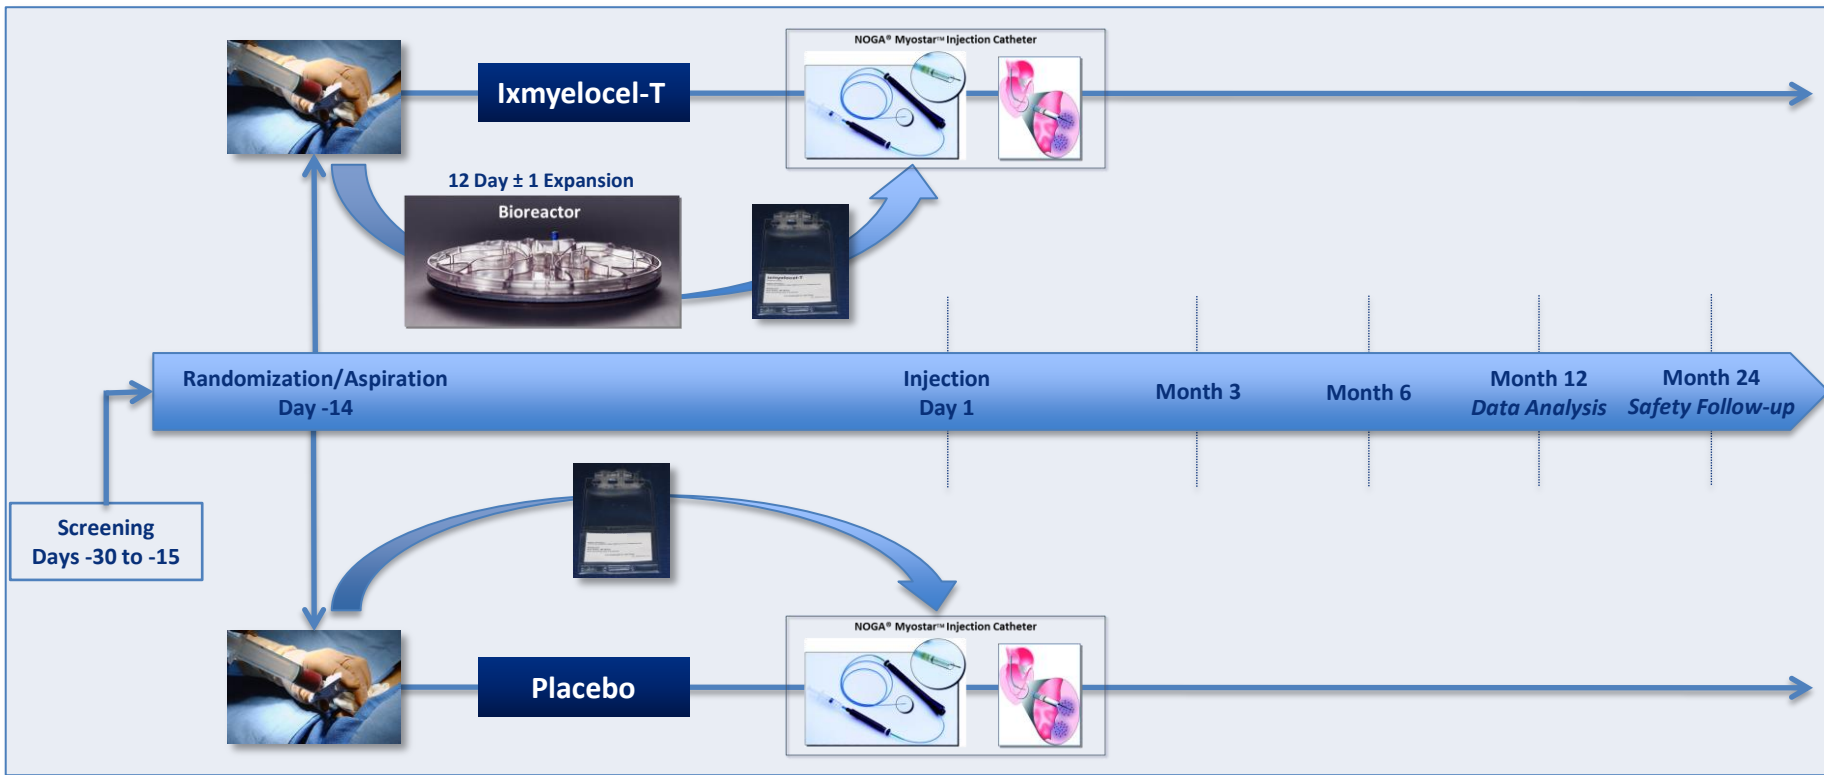 NOGA® Myostar™ Injection Catheter
Ixmyelocel-T
12 Day ± 1 Expansion
Bioreactor
Ixmyelocel-T
Randomization/Aspiration
Day -14
Injection
Day 1
Month 3
Month 6
Month 12
Data Analysis
Month 24
Safety Follow-up
Screening
Days -30 to -15
NOGA® Myostar™ Injection Catheter
Placebo